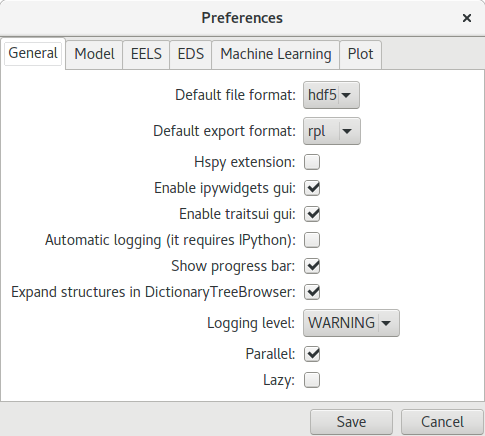 Preferences
General Model EELS EDS Machine Learning Plot
Default file format: hdf5
Default export format: rpl
Hspy extension:
Enable ipywidgets gui:
Enable traitsui gui:
Automatic logging (it requires IPython):
Show progress bar:
Expand structures in DictionaryTreeBrowser:
Logging level: WARNING
Parallel:
Lazy:
Save Cancel